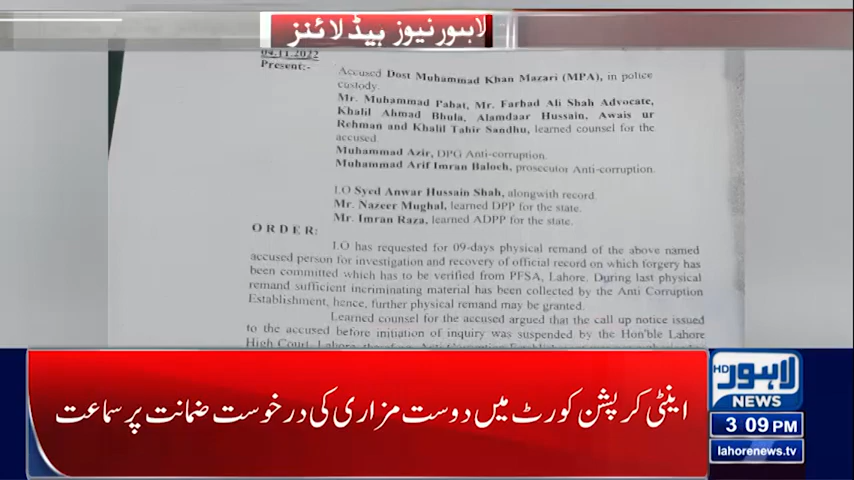 لاہور نیوز ہیڈ لائنز
04.11.2022
Present:-
Accused Dost Muhammad Khan Mazari (MPA), in police
custody.
Mr. Muhammad Pahat, Mr. Farhad Ali Shah Advocate,
Khalil Ahmad Bhula, Alamdaar Hussain, Awais ur
Rehman and Khalil Tahir Sandhu, learned counsel for the
accused.
Muhammad Azir, DPG Anti-corruption.
Muhammad Arif Imran Baloch, prosecutor Anti-corruption.
I.O Syed Anwar Hussain Shah, alongwith record.
Mr. Nazeer Mughal, learned DPP for the state.
Mr. Imran Raza, learned ADPP for the state.
ORDER:
I.O has requested for 09-days physical remand of the above named
accused person for investigation and recovery of official record on which forgery has
been committed which has to be verified from PFSA, Lahore. During last physical
remand sufficient incriminating material has been collected by the Anti Corruption
Establishment, hence, further physical remand may be granted.
Learned counsel for the accused argued that the call up notice issued
to the accused before initiation of inquiry was suspended by the Hon'ble Lahore
High Court, Lahore,
اینٹی کرپشن کورٹ میں دوست مزاری کی درخوست ضمانت پر سماعت
لاہور HD
NEWS
3 09 PM
lahorenews.tv